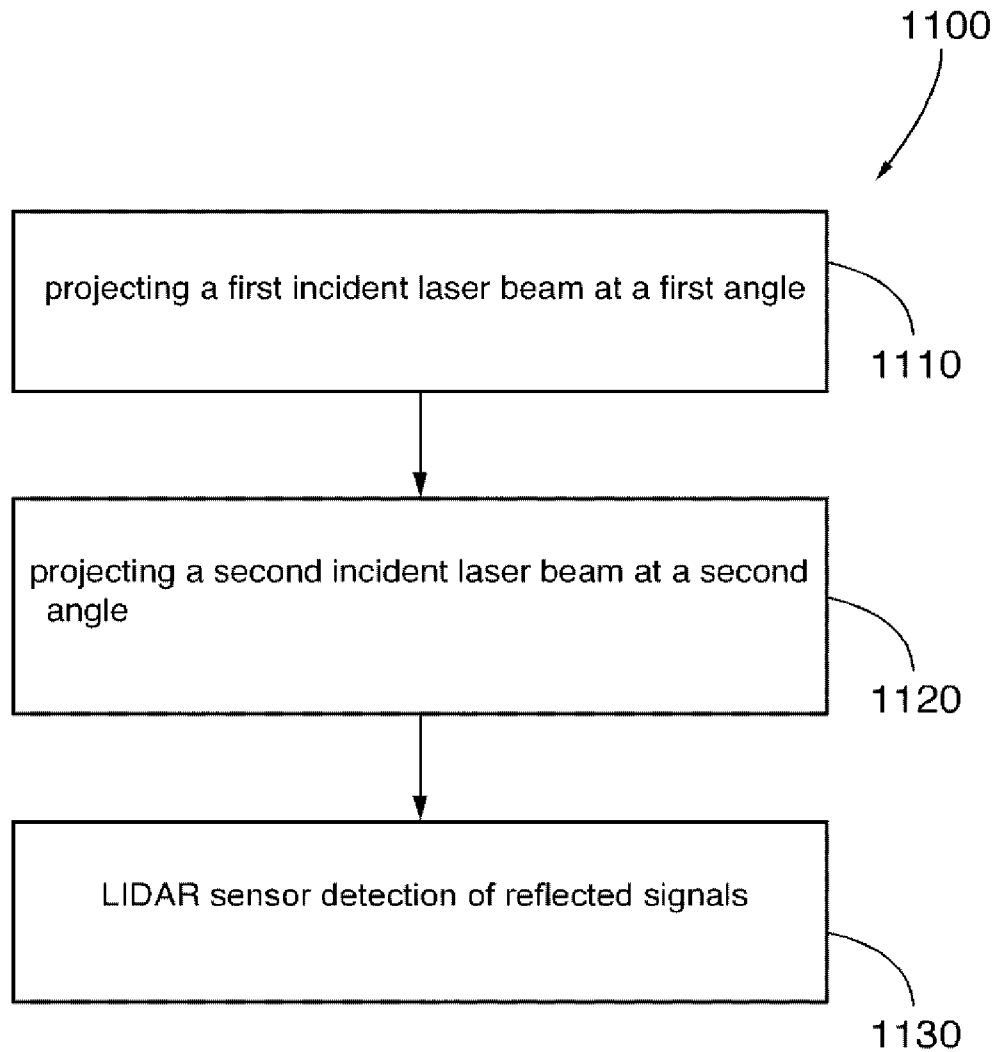 1100
projecting a first incident laser beam at a first angle
1110
projecting a second incident laser beam at a second
angle
1120
LIDAR sensor detection of reflected signals
1130